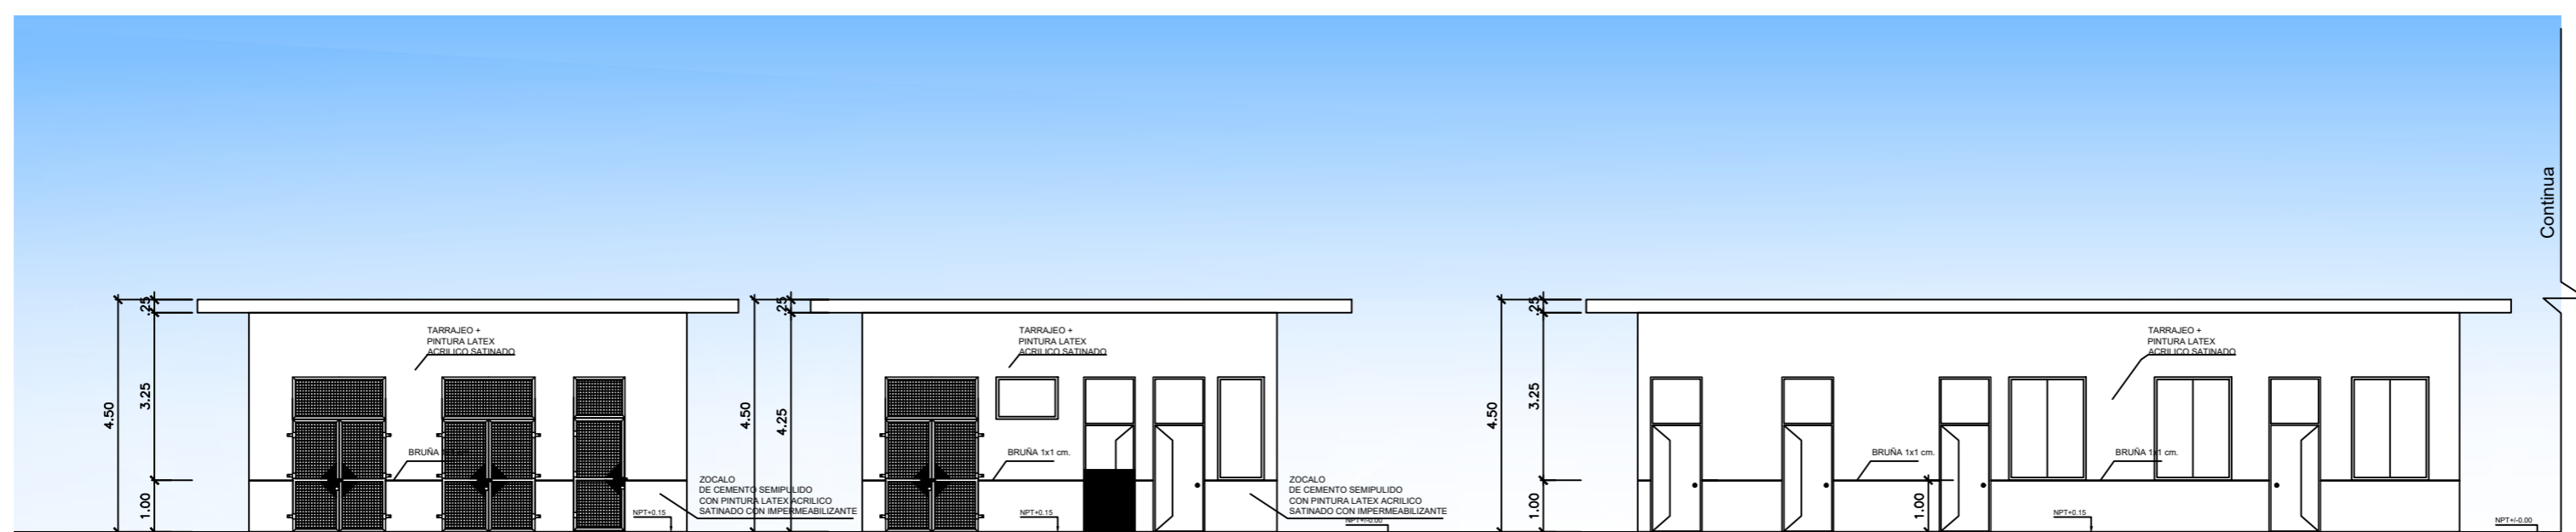 Continua
.25
3.25
4.50
1.00
TARRAJEO +
PINTURA LATEX
ACRILICO SATINADO
BRUÑA
ZOCALO
DE CEMENTO SEMIPULIDO
CON PINTURA LATEX ACRILICO
SATINADO CON IMPERMEABILIZANTE
NPT+0.15
.25
4.50
4.25
TARRAJEO +
PINTURA LATEX
ACRILICO SATINADO
BRUÑA 1x1 cm.
ZOCALO
DE CEMENTO SEMIPULIDO
CON PINTURA LATEX ACRILICO
SATINADO CON IMPERMEABILIZANTE
NPT+0.15
NPT+/-0.00
.25
4.50
3.25
1.00
TARRAJEO +
PINTURA LATEX
ACRILICO SATINADO
BRUÑA 1x1 cm.
BRUÑA 1x1 cm.
1.00
NPT+0.15
NPT+/-0.00